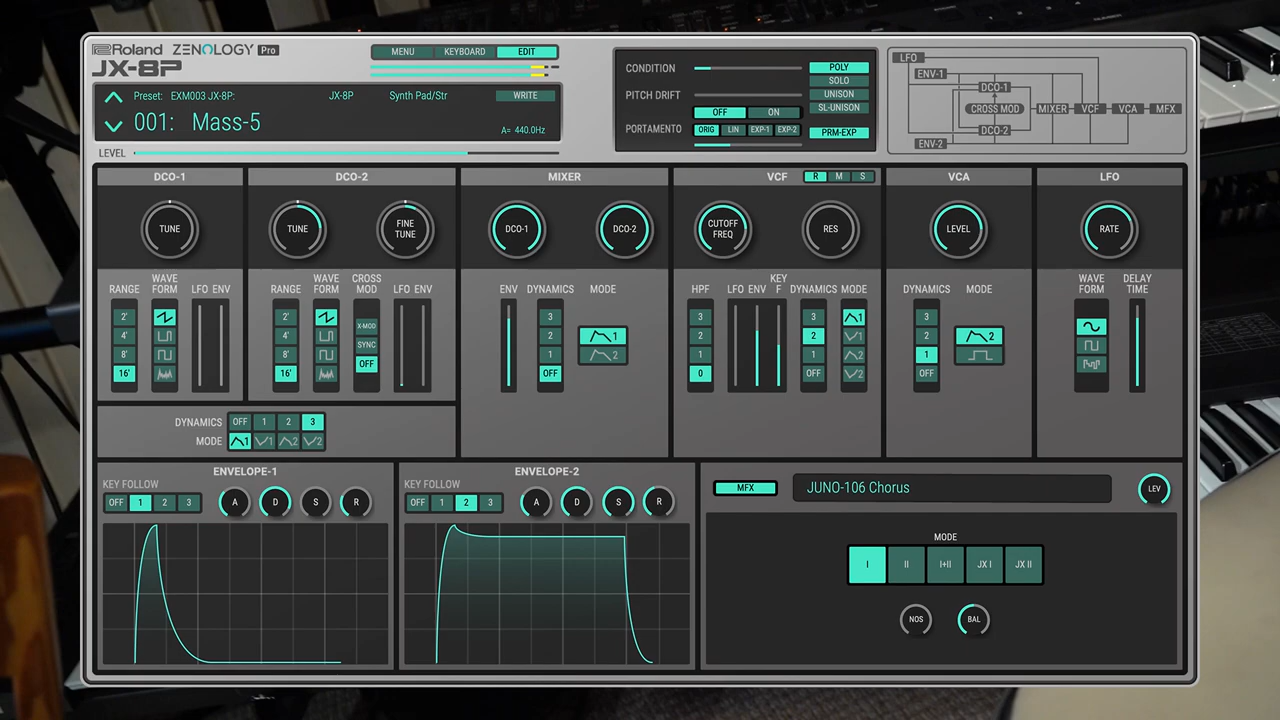 Roland ZENOLOGY Pro
JX-8P
MENU KEYBOARD EDIT
Preset: EXM003 JX-8P: JX-8P Synth Pad/Str WRITE
001: Mass-5
A= 440.0Hz
LEVEL
CONDITION
PITCH DRIFT
OFF ON
PORTAMENTO ORIG LIN EXP-1 EXP-2
POLY
SOLO
UNISON
SL-UNISON
PRM-EXP
LFO
ENV-1
DCO-1
CROSS MOD MIXER VCF VCA MFX
DCO-2
ENV-2
DCO-1 DCO-2 MIXER VCF R M S VCA LFO
TUNE TUNE FINE TUNE DCO-1 DCO-2 CUTOFF FREQ RES LEVEL RATE
RANGE WAVE FORM LFO ENV
2'
4'
8'
16'
RANGE WAVE FORM CROSS MOD LFO ENV
2'
4' X-MOD
8' SYNC
16' OFF
ENV DYNAMICS MODE
3
2 1
1 2
OFF
HPF LFO ENV KEY F DYNAMICS MODE
3 3 1
2 2 1
1 1 2
0 OFF 2
DYNAMICS MODE
3
2 2
1
OFF
WAVE FORM DELAY TIME
DYNAMICS OFF 1 2 3
MODE 1 1 2 2
ENVELOPE-1
KEY FOLLOW
OFF 1 2 3 A D S R
ENVELOPE-2
KEY FOLLOW
OFF 1 2 3 A D S R
MFX JUNO-106 Chorus LEV
MODE
I II I+II JX I JX II
NOS BAL